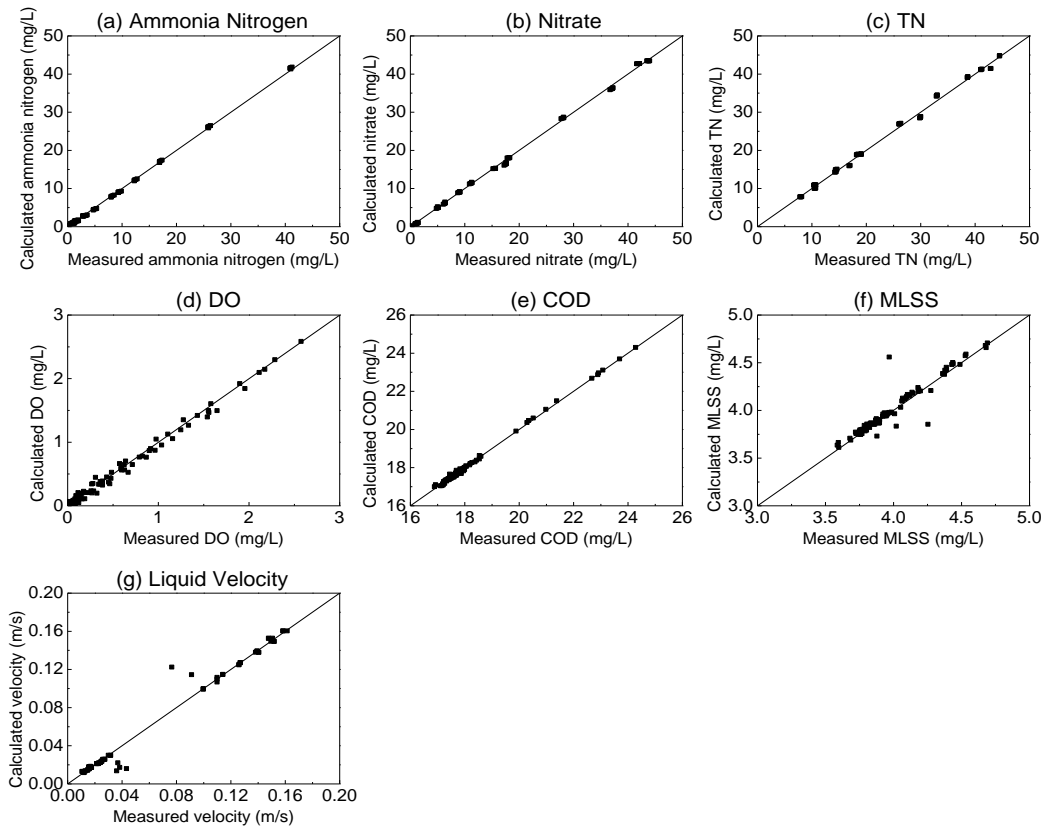 (a) Ammonia Nitrogen
50
40
30
20
10
0
0 10 20 30 40 50
Calculated ammonia nitrogen (mg/L)
Measured ammonia nitrogen (mg/L)
(b) Nitrate
50
40
30
20
10
0
0 10 20 30 40 50
Calculated nitrate (mg/L)
Measured nitrate (mg/L)
(c) TN
50
40
30
20
10
0
0 10 20 30 40 50
Calculated TN (mg/L)
Measured TN (mg/L)
(d) DO
3
2
1
0
0 1 2 3
Calculated DO (mg/L)
Measured DO (mg/L)
(e) COD
26
24
22
20
18
16
16 18 20 22 24 26
Calculated COD (mg/L)
Measured COD (mg/L)
(f) MLSS
5.0
4.5
4.0
3.5
3.0
3.0 3.5 4.0 4.5 5.0
Calculated MLSS (mg/L)
Measured MLSS (mg/L)
(g) Liquid Velocity
0.20
0.16
0.12
0.08
0.04
0.00
0.00 0.04 0.08 0.12 0.16 0.20
Calculated velocity (m/s)
Measured velocity (m/s)